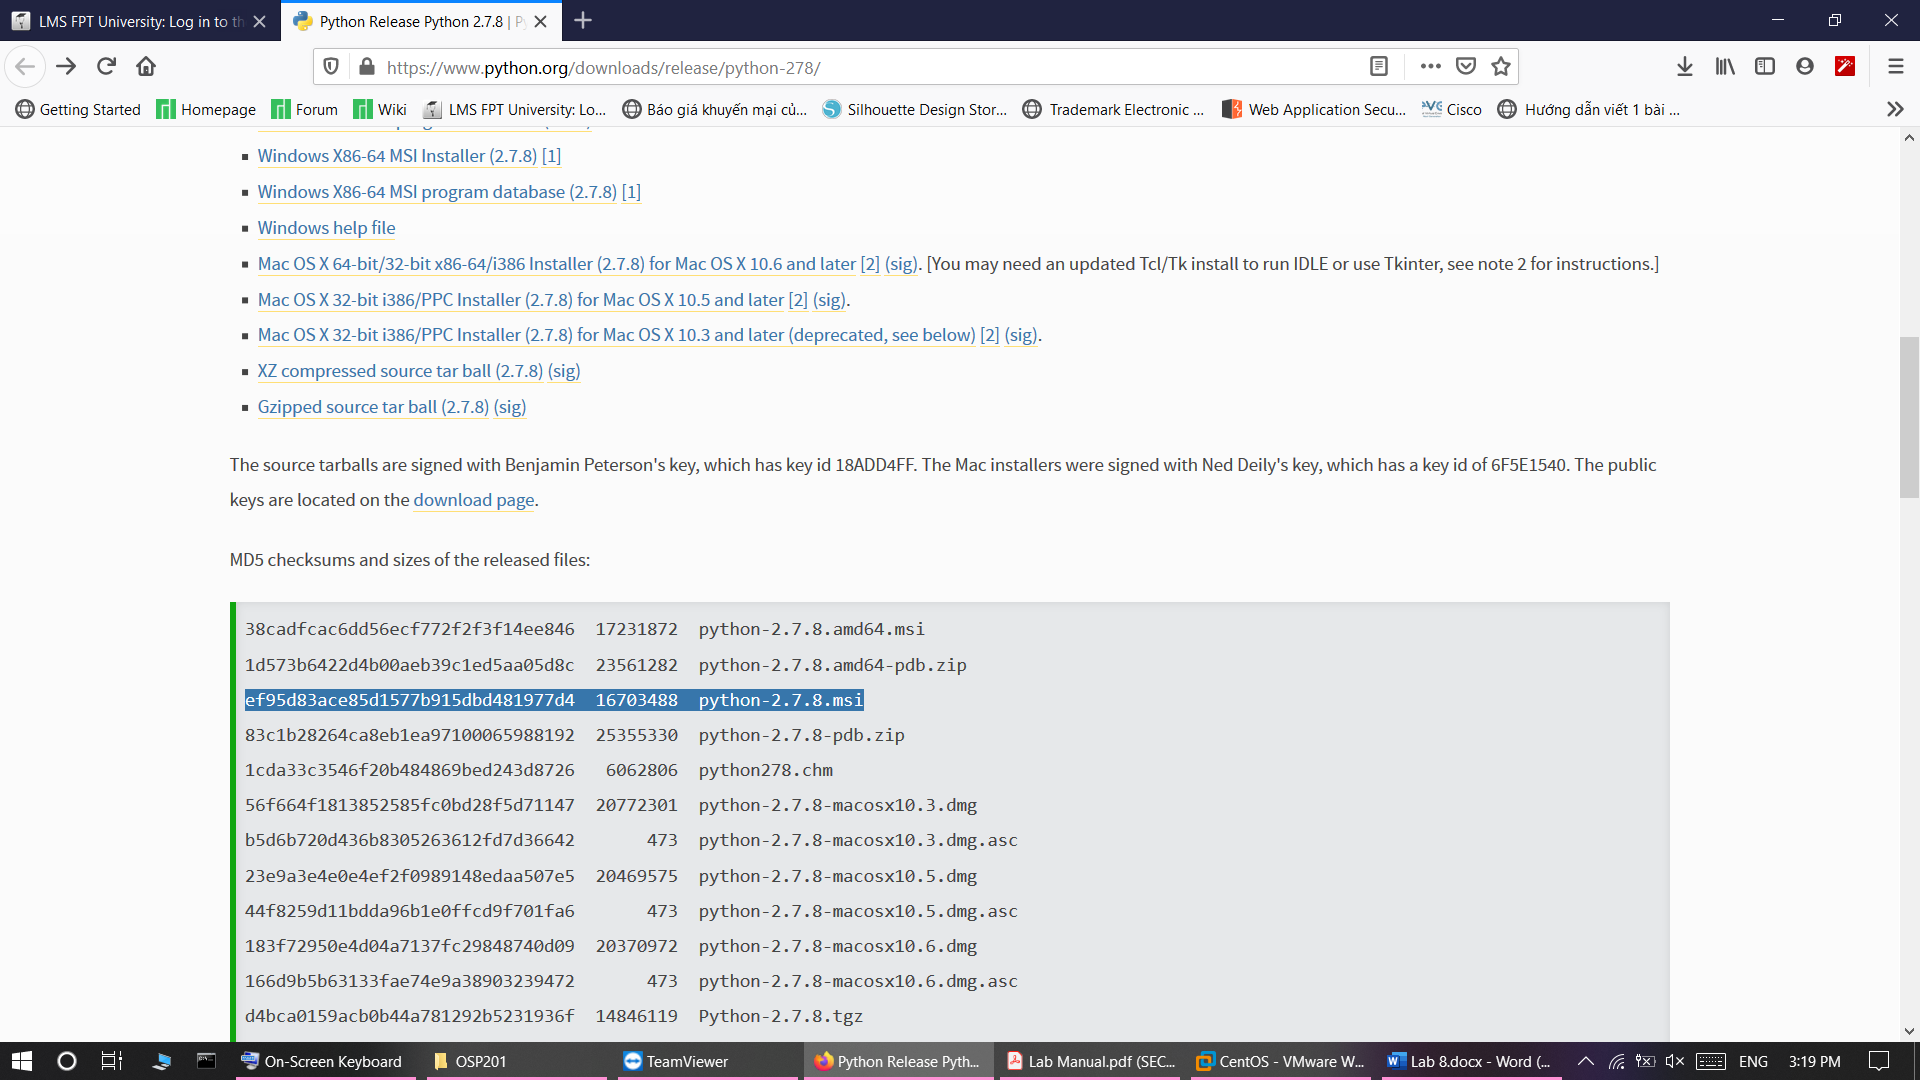 LMS FPT University: Log in to th
Python Release Python 2.7.8 | P
https://www.python.org/downloads/release/python-278/
Getting Started
Homepage
Forum
Wiki
LMS FPT University: Lo...
Báo giá khuyến mại củ...
Silhouette Design Stor...
Trademark Electronic ...
Web Application Secu...
Cisco
Hướng dẫn viết 1 bài ...
Windows X86-64 MSI Installer (2.7.8) [1]
Windows X86-64 MSI program database (2.7.8) [1]
Windows help file
Mac OS X 64-bit/32-bit x86-64/i386 Installer (2.7.8) for Mac OS X 10.6 and later [2] (sig). [You may need an updated Tcl/Tk install to run IDLE or use Tkinter, see note 2 for instructions.]
Mac OS X 32-bit i386/PPC Installer (2.7.8) for Mac OS X 10.5 and later [2] (sig).
Mac OS X 32-bit i386/PPC Installer (2.7.8) for Mac OS X 10.3 and later (deprecated, see below) [2] (sig).
XZ compressed source tar ball (2.7.8) (sig)
Gzipped source tar ball (2.7.8) (sig)
The source tarballs are signed with Benjamin Peterson's key, which has key id 18ADD4FF. The Mac installers were signed with Ned Deily's key, which has a key id of 6F5E1540. The public
keys are located on the download page.
MD5 checksums and sizes of the released files:
38cadfcac6dd56ecf772f2f3f14ee846 17231872 python-2.7.8.amd64.msi
1d573b6422d4b00aeb39c1ed5aa05d8c 23561282 python-2.7.8.amd64-pdb.zip
ef95d83ace85d1577b915dbd481977d4 16703488 python-2.7.8.msi
83c1b28264ca8eb1ea97100065988192 25355330 python-2.7.8-pdb.zip
1cda33c3546f20b484869bed243d8726 6062806 python278.chm
56f664f1813852585fc0bd28f5d71147 20772301 python-2.7.8-macosx10.3.dmg
b5d6b720d436b8305263612fd7d36642 473 python-2.7.8-macosx10.3.dmg.asc
23e9a3e4e0e4ef2f0989148edaa507e5 20469575 python-2.7.8-macosx10.5.dmg
44f8259d11bdda96b1e0ffcd9f701fa6 473 python-2.7.8-macosx10.5.dmg.asc
183f72950e4d04a7137fc29848740d09 20370972 python-2.7.8-macosx10.6.dmg
166d9b5b63133fae74e9a38903239472 473 python-2.7.8-macosx10.6.dmg.asc
d4bca0159acb0b44a781292b5231936f 14846119 Python-2.7.8.tgz
On-Screen Keyboard
OSP201
TeamViewer
Python Release Pyth...
Lab Manual.pdf (SEC...
CentOS - VMware W...
Lab 8.docx - Word (...
ENG
3:19 PM